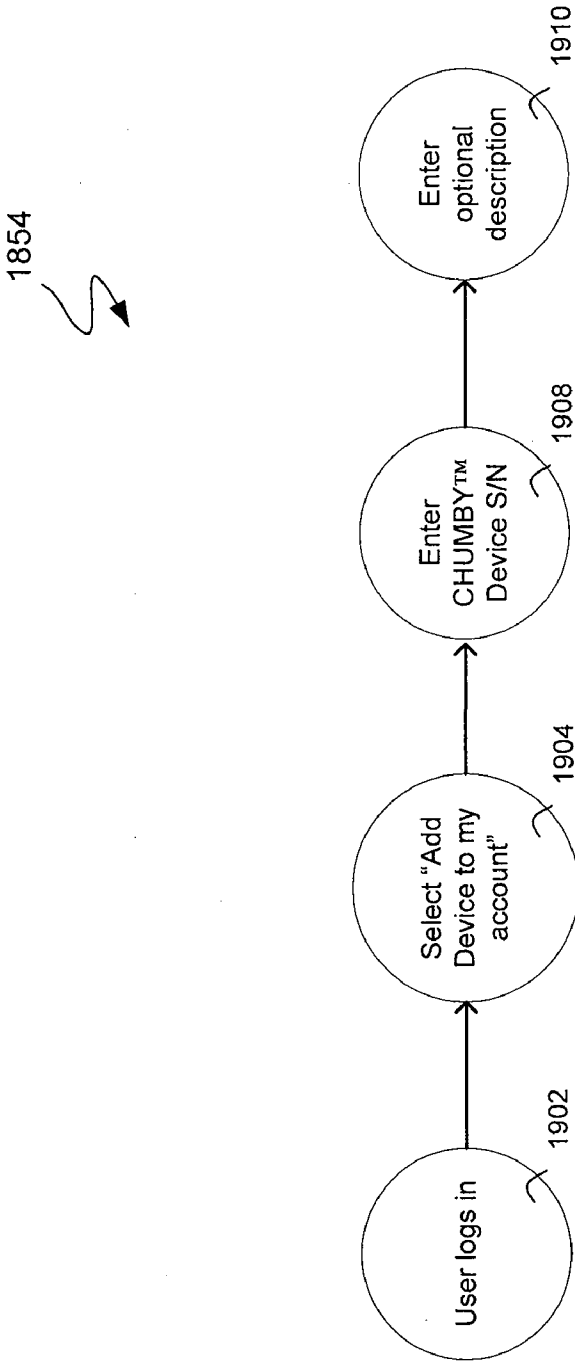 1854
User logs in
1902
Select “Add
Device to my
account”
1904
Enter
CHUMBY™
Device S/N
1908
Enter
optional
description
1910